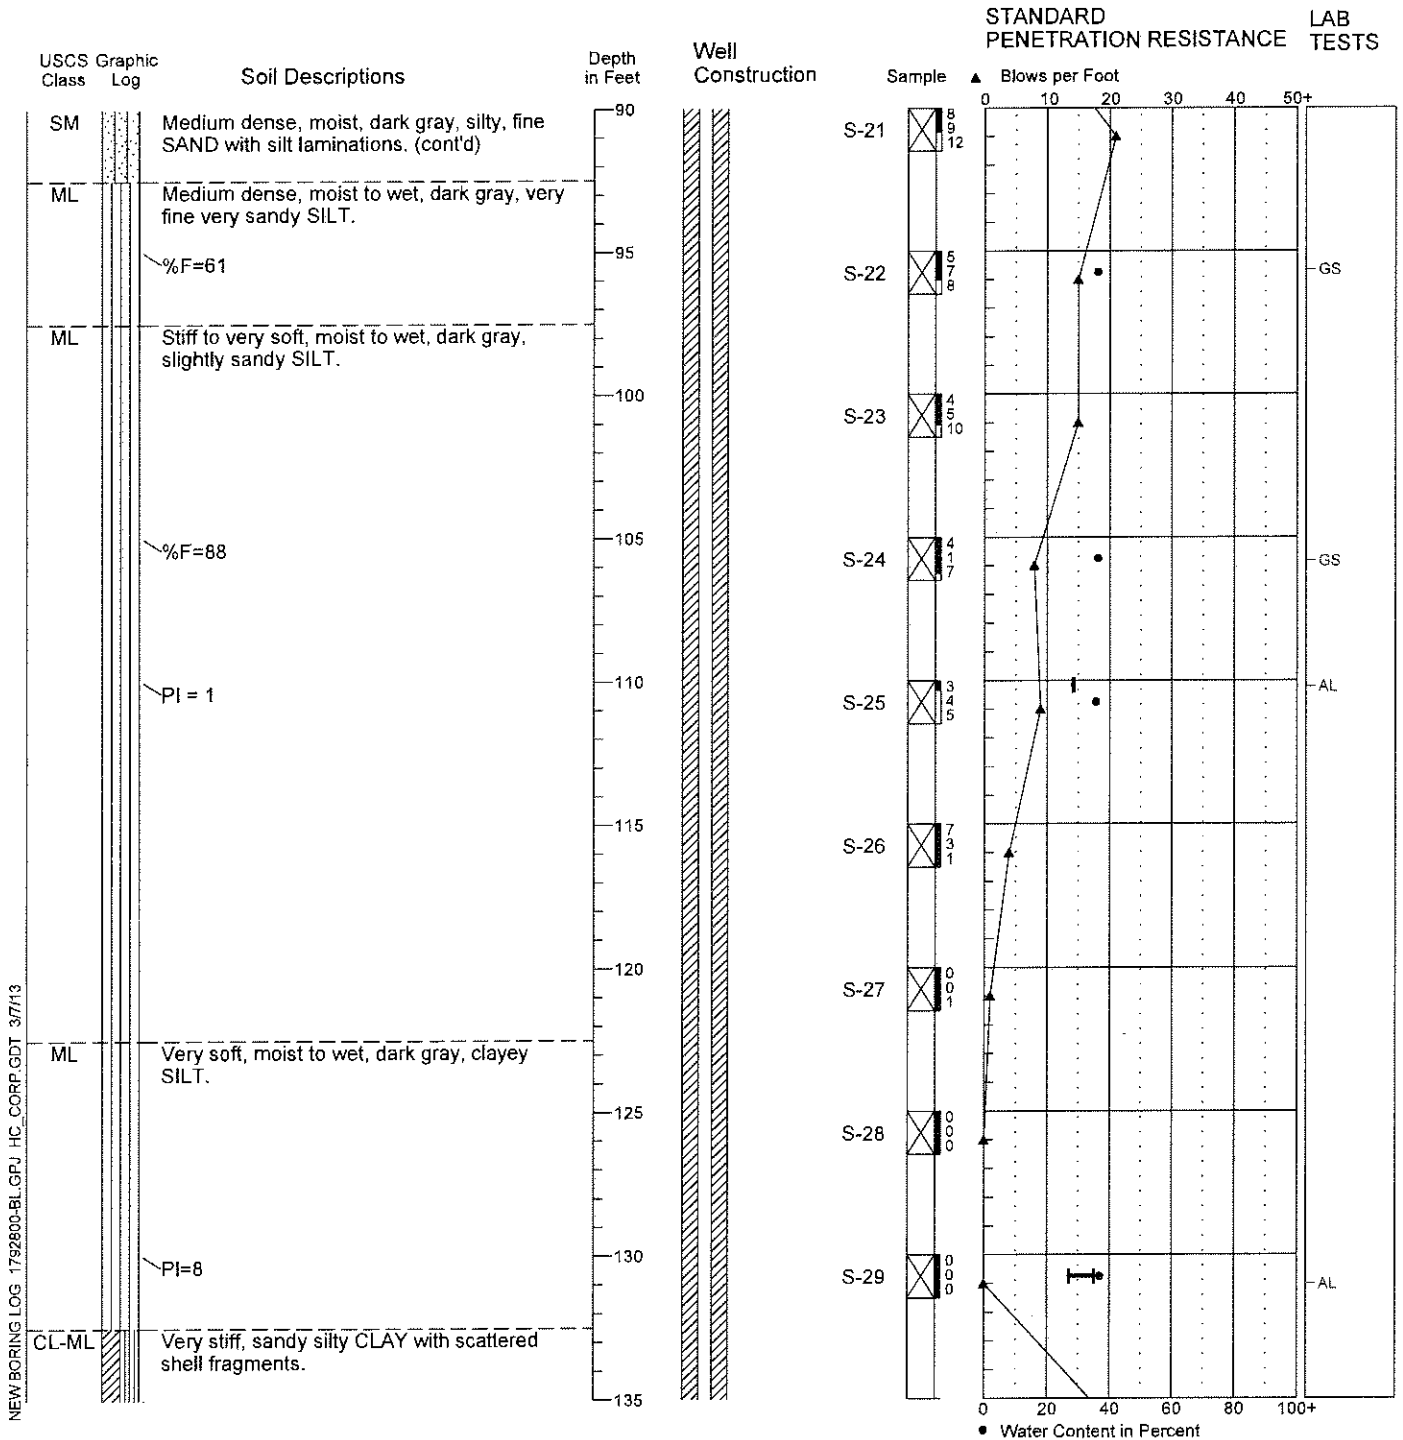 STANDARD
PENETRATION RESISTANCE
LAB
TESTS
USCS Graphic
Class Log
Soil Descriptions
Depth
in Feet
Well
Construction
Sample
▲ Blows per Foot
0 10 20 30 40 50+
SM
Medium dense, moist, dark gray, silty, fine
SAND with silt laminations. (cont'd)
90
S-21
8
9
12
ML
Medium dense, moist to wet, dark gray, very
fine very sandy SILT.
%F=61
95
S-22
5
7
8
GS
ML
Stiff to very soft, moist to wet, dark gray,
slightly sandy SILT.
100
S-23
4
5
10
%F=88
105
S-24
4
1
7
GS
PI = 1
110
S-25
3
4
5
AL
115
S-26
7
3
1
120
S-27
0
0
1
ML
Very soft, moist to wet, dark gray, clayey
SILT.
125
S-28
0
0
0
PI=8
130
S-29
0
0
0
AL
CL-ML
Very stiff, sandy silty CLAY with scattered
shell fragments.
135
0 20 40 60 80 100+
● Water Content in Percent
NEW BORING LOG 1792800-BL.GPJ HC_CORP.GDT 3/7/13